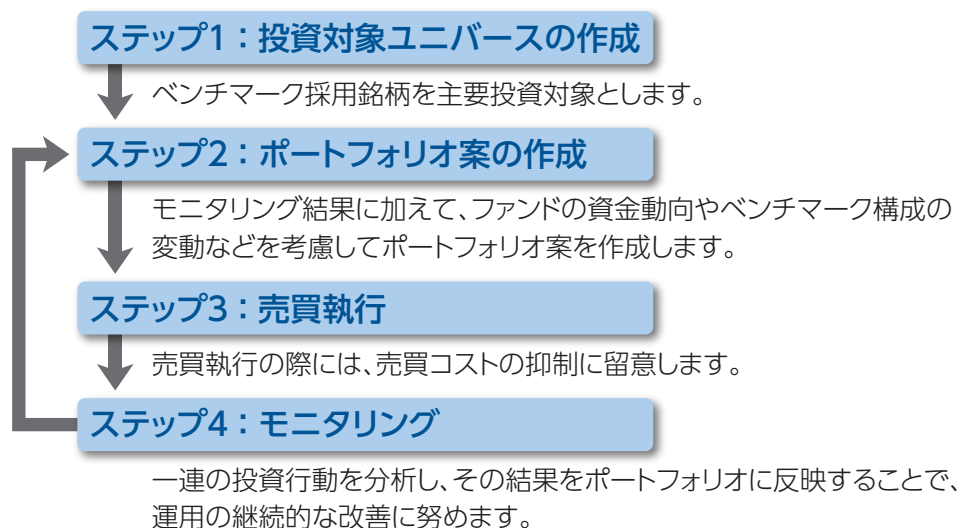 ステップ1：投資対象ユニバースの作成
ベンチマーク採用銘柄を主要投資対象とします。
ステップ2：ポートフォリオ案の作成
モニタリング結果に加えて、ファンドの資金動向やベンチマーク構成の
変動などを考慮してポートフォリオ案を作成します。
ステップ3：売買執行
売買執行の際には、売買コストの抑制に留意します。
ステップ4：モニタリング
一連の投資行動を分析し、その結果をポートフォリオに反映することで、
運用の継続的な改善に努めます。